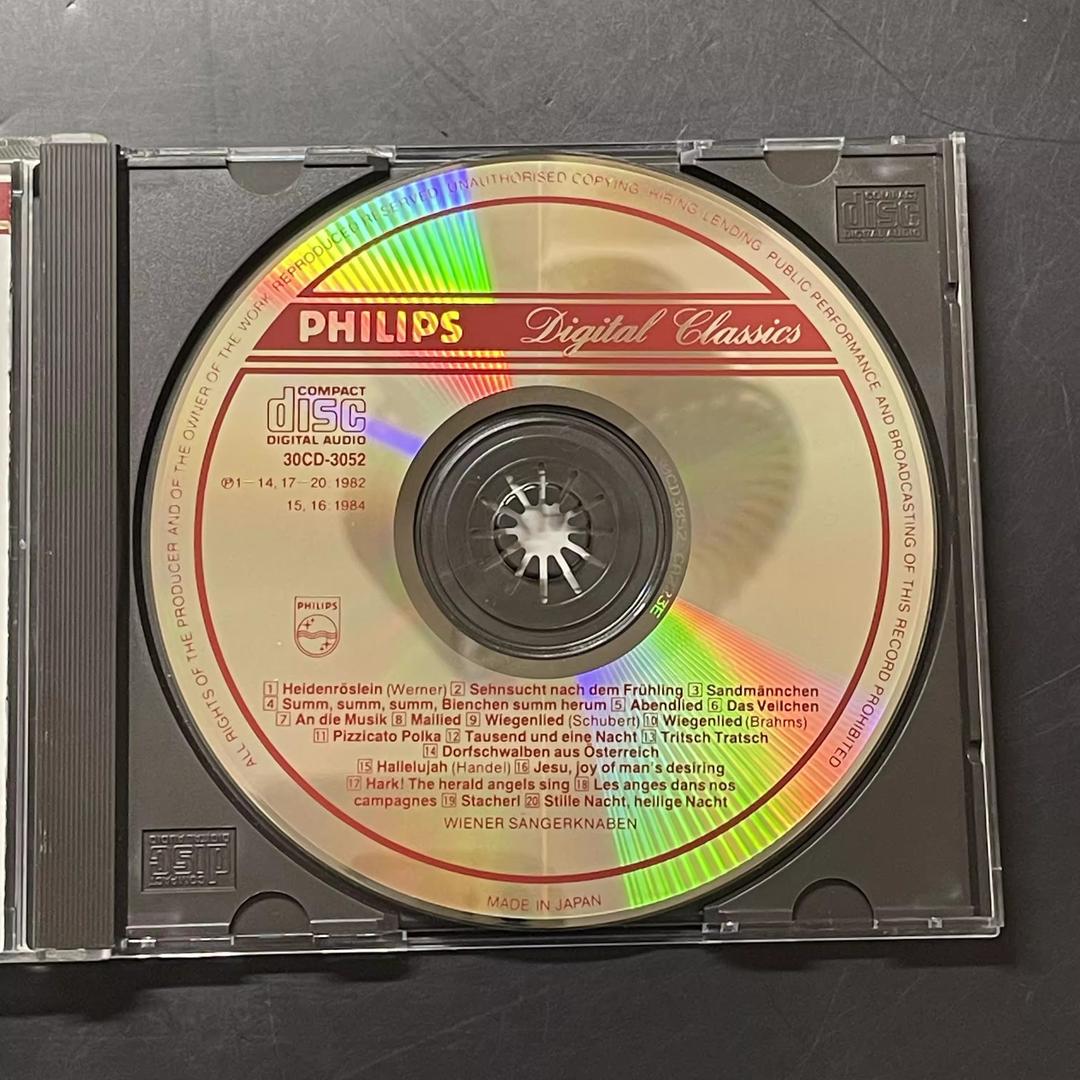 ALL RIGHTS OF THE PRODUCER AND OF THE OWNER OF THE WORK REPRODUCED RESERVED UNAUTHORISED COPYING HIRING LENDING PUBLIC PERFORMANCE AND BROADCASTING OF THIS RECORD PROHIBITED
PHILIPS Digital Classics
COMPACT
disc
DIGITAL AUDIO
30CD-3052
Ⓟ1－14, 17－20: 1982
15, 16: 1984
PHILIPS
1 Heidenröslein (Werner) 2 Sehnsucht nach dem Frühling 3 Sandmännchen
4 Summ, summ, summ, Bienchen summ herum 5 Abendlied 6 Das Veilchen
7 An die Musik 8 Mailied 9 Wiegenlied (Schubert) 10 Wiegenlied (Brahms)
11 Pizzicato Polka 12 Tausend und eine Nacht 13 Tritsch Tratsch
14 Dorfschwalben aus Österreich
15 Hallelujah (Handel) 16 Jesu, joy of man's desiring
17 Hark! The herald angels sing 18 Les anges dans nos
campagnes 19 Stacherl 20 Stille Nacht, heilige Nacht
WIENER SÄNGERKNABEN
MADE IN JAPAN
COMPACT
disc
DIGITAL AUDIO
COMPACT
disc
DIGITAL AUDIO